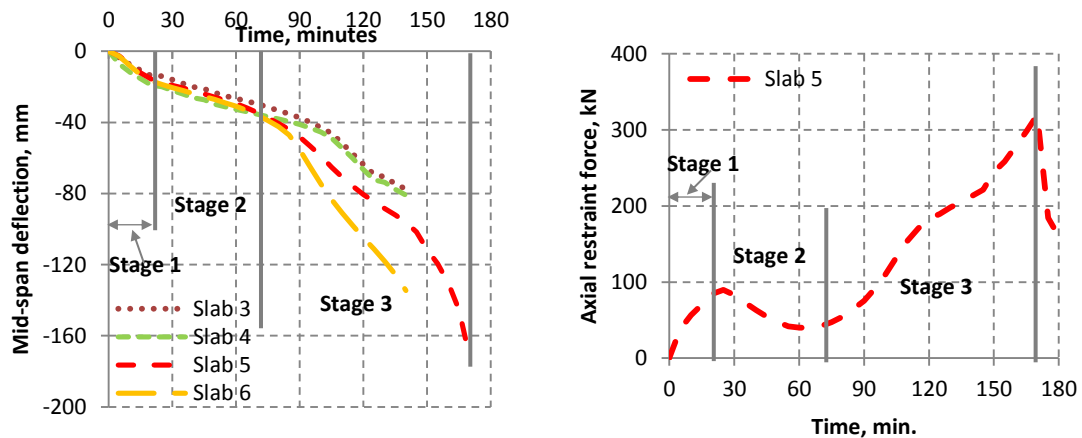 0 30 60 90 120 150 180
Time, minutes
Mid-span deflection, mm
0
-40
-80
-120
-160
-200
Stage 1
Stage 2
Stage 3
Slab 3
Slab 4
Slab 5
Slab 6
Axial restraint force, kN
400
300
200
100
0
Slab 5
Stage 1
Stage 2
Stage 3
0 30 60 90 120 150 180
Time, min.